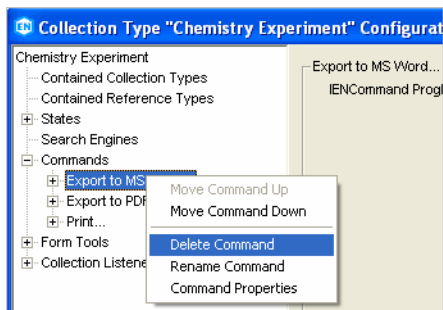 EN Collection Type "Chemistry Experiment" Configurat
Chemistry Experiment
Contained Collection Types
Contained Reference Types
States
Search Engines
Commands
Export to MS
Export to PDF
Print...
Form Tools
Collection Listene
Export to MS Word...
IENCommand Prog
Move Command Up
Move Command Down
Delete Command
Rename Command
Command Properties